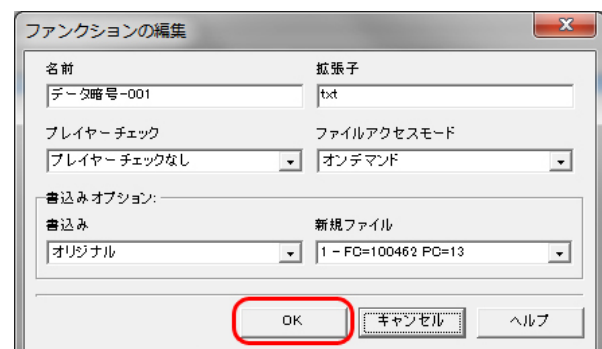 ファンクションの編集
名前
拡張子
データ暗号-001
txt
プレイヤーチェック
ファイルアクセスモード
プレイヤーチェックなし
オンデマンド
書込みオプション:
書込み
新規ファイル
オリジナル
1 - FC=100462 PC=13
OK
キャンセル
ヘルプ